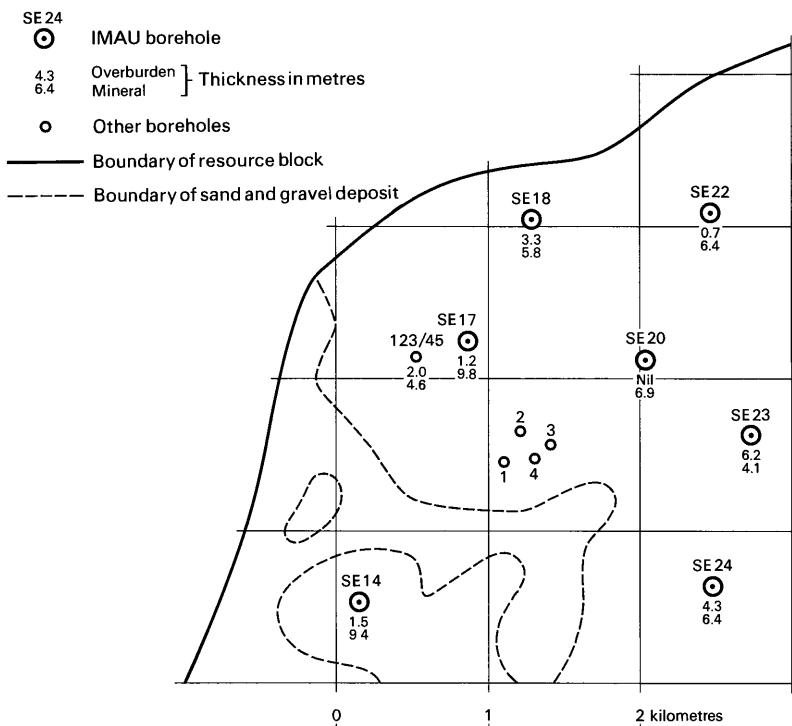 SE24
IMAU borehole
4.3 Overburden
6.4 Mineral
Thickness in metres
Other boreholes
Boundary of resource block
Boundary of sand and gravel deposit
SE18
3.3
5.8
SE22
0.7
6.4
SE17
1.2
9.8
123/45
2.0
4.6
SE20
Nil
6.9
2
3
1
4
SE23
6.2
4.1
SE14
1.5
9 4
SE24
4.3
6.4
0 1 2 kilometres